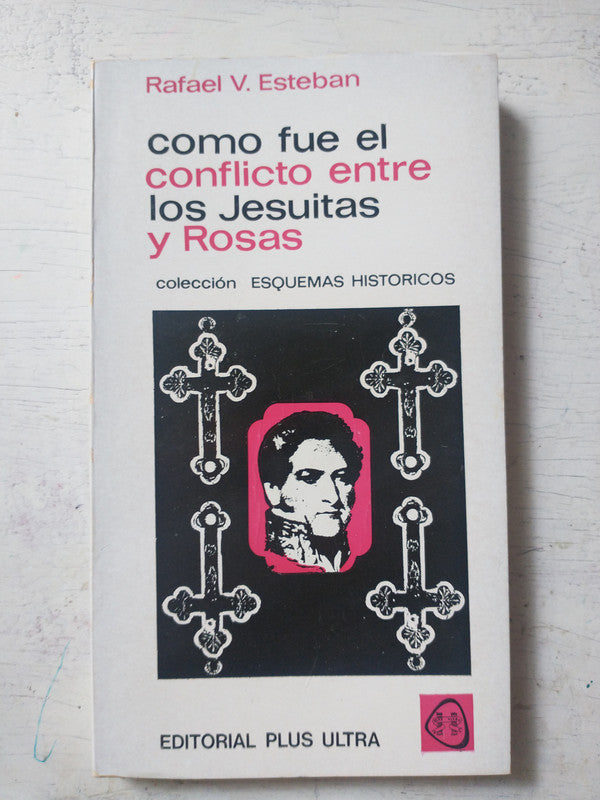 Rafael V. Esteban
como fue el
conflicto entre
los Jesuitas
y Rosas
colección ESQUEMAS HISTORICOS
EDITORIAL PLUS ULTRA